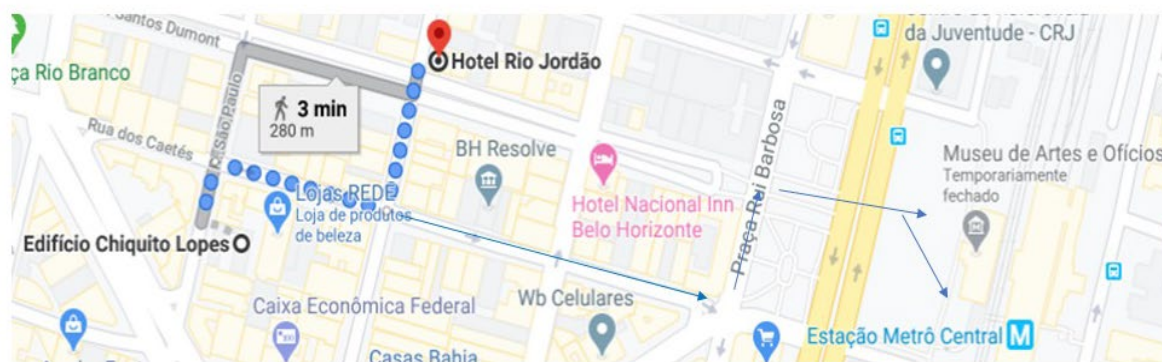 Santos Dumont
da Juventude - CRJ
ça Rio Branco
Hotel Rio Jordão
3 min
280 m
R. São Paulo
Rua dos Caetés
BH Resolve
Praça Rui Barbosa
Museu de Artes e Ofícios
Temporariamente
fechado
Lojas REDE
Loja de produtos
de beleza
Hotel Nacional Inn
Belo Horizonte
Edifício Chiquito Lopes
Wb Celulares
Caixa Econômica Federal
Estação Metrô Central M
Casas Bahia